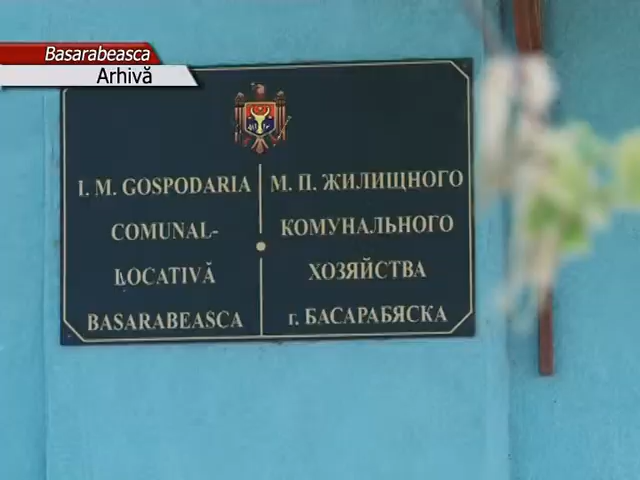 Basarabeasca
Arhivă
I. M. GOSPODARIA
COMUNAL-
LOCATIVĂ
BASARABEASCA
М. П. ЖИЛИЩНОГО
КОМУНАЛЬНОГО
ХОЗЯЙСТВА
г. БАСАРАБЯСКА